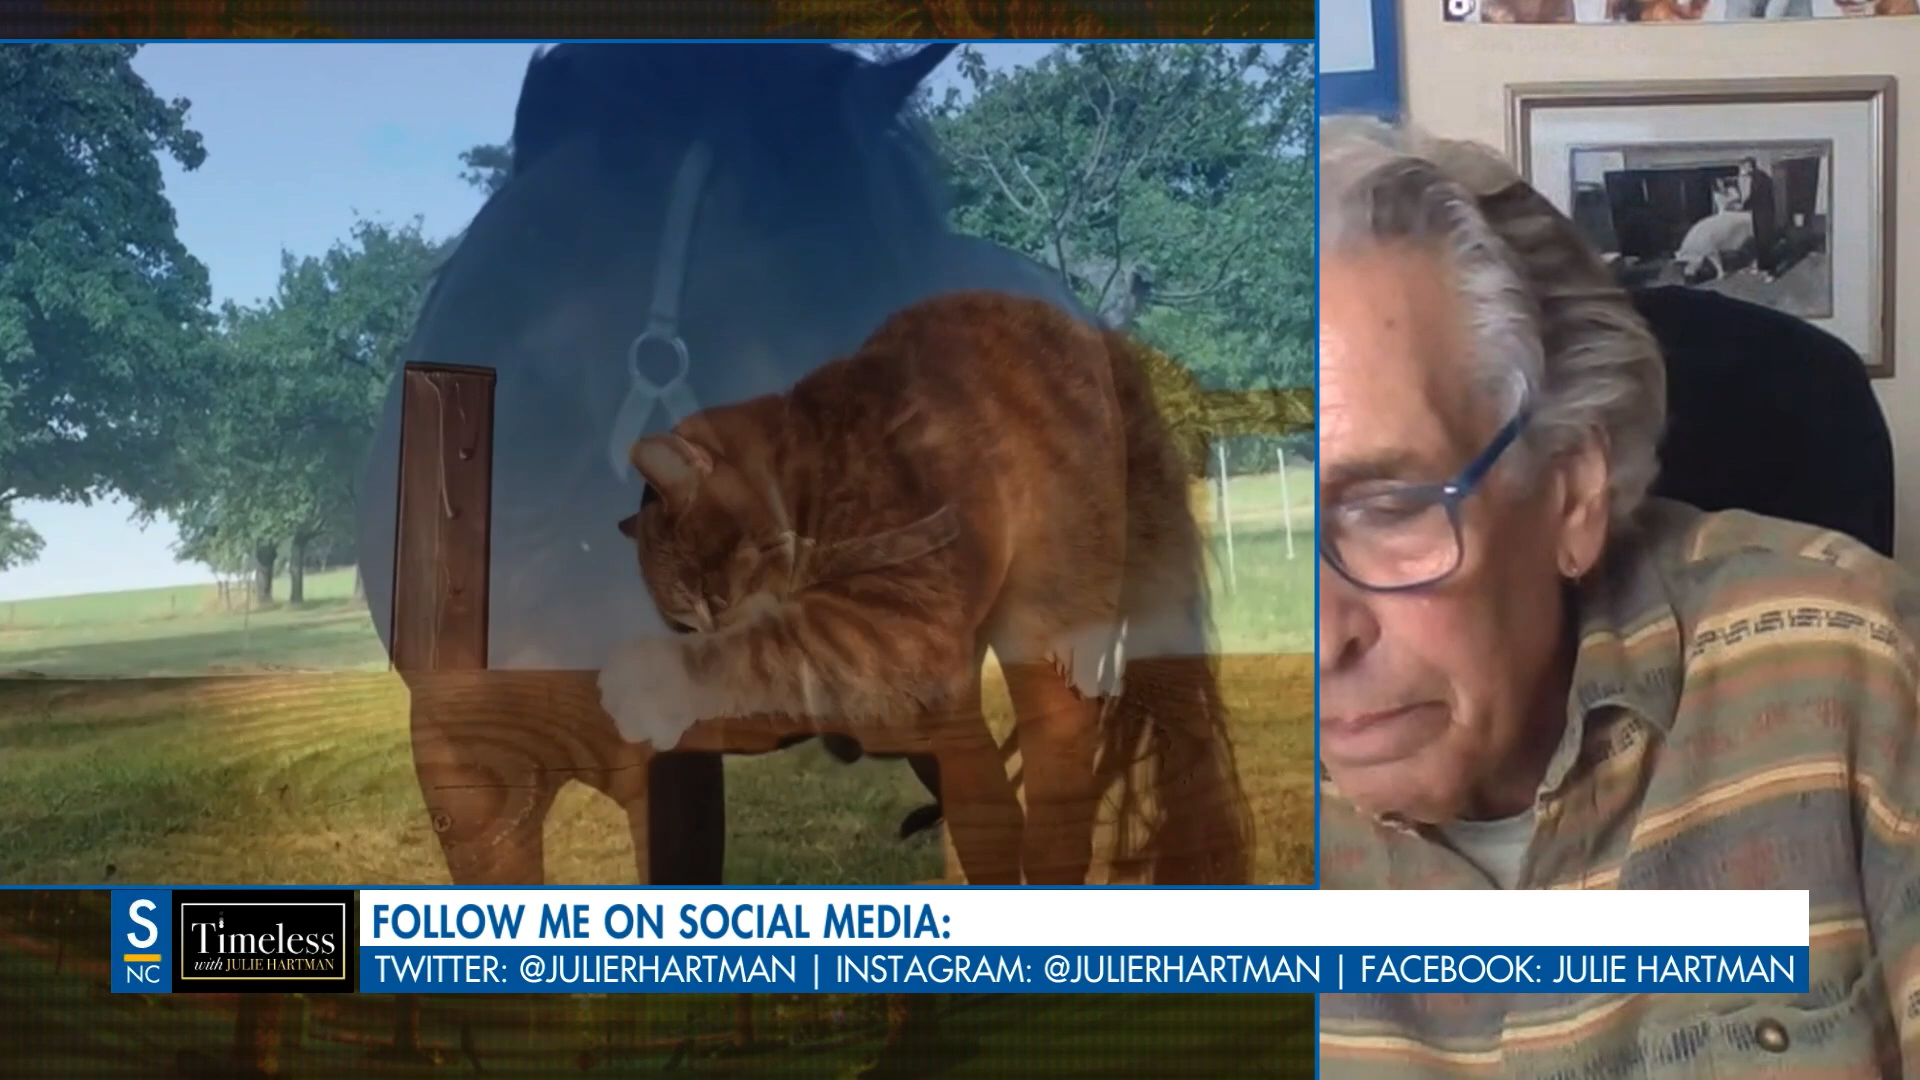 S
NC
Timeless
with JULIE HARTMAN
FOLLOW ME ON SOCIAL MEDIA:
TWITTER: @JULIERHARTMAN | INSTAGRAM: @JULIERHARTMAN | FACEBOOK: JULIE HARTMAN